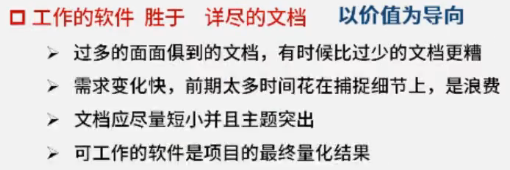 工作的软件 胜于 详尽的文档 以价值为导向
过多的面面俱到的文档，有时候比过少的文档更糟
需求变化快，前期太多时间花在捕捉细节上，是浪费
文档应尽量短小并且主题突出
可工作的软件是项目的最终量化结果